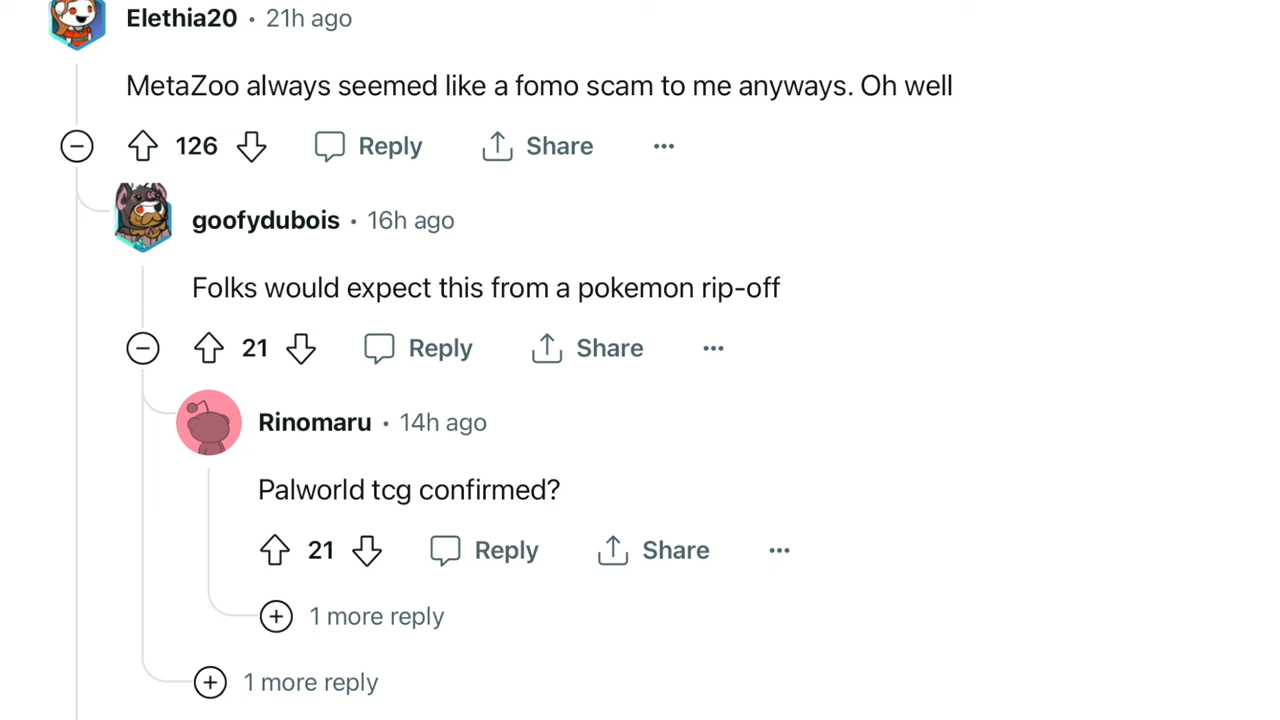 Elethia20 • 21h ago
MetaZoo always seemed like a fomo scam to me anyways. Oh well
126 Reply Share ...
goofydubois • 16h ago
Folks would expect this from a pokemon rip-off
21 Reply Share ...
Rinomaru • 14h ago
Palworld tcg confirmed?
21 Reply Share ...
1 more reply
1 more reply